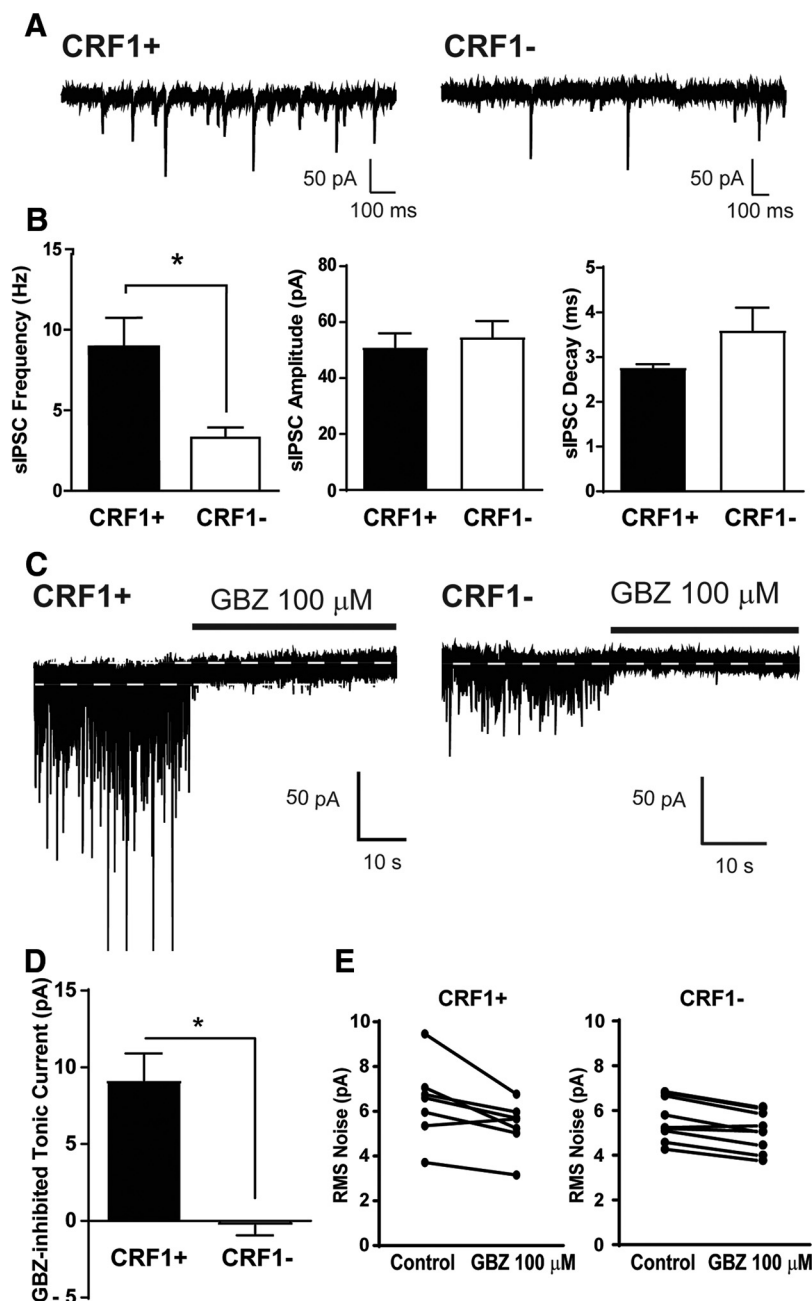 A
CRF1+
CRF1-
50 pA
100 ms
50 pA
100 ms
B
sIPSC Frequency (Hz)
15
10
5
0
*
CRF1+
CRF1-
sIPSC Amplitude (pA)
80
60
40
20
0
CRF1+
CRF1-
sIPSC Decay (ms)
5
4
3
2
1
0
CRF1+
CRF1-
C
CRF1+
GBZ 100 μM
50 pA
10 s
CRF1-
GBZ 100 μM
50 pA
10 s
D
GBZ-inhibited Tonic Current (pA)
15
10
5
0
- 5
*
CRF1+
CRF1-
E
CRF1+
RMS Noise (pA)
10
8
6
4
2
0
Control
GBZ 100 μM
CRF1-
RMS Noise (pA)
10
8
6
4
2
0
Control
GBZ 100 μM